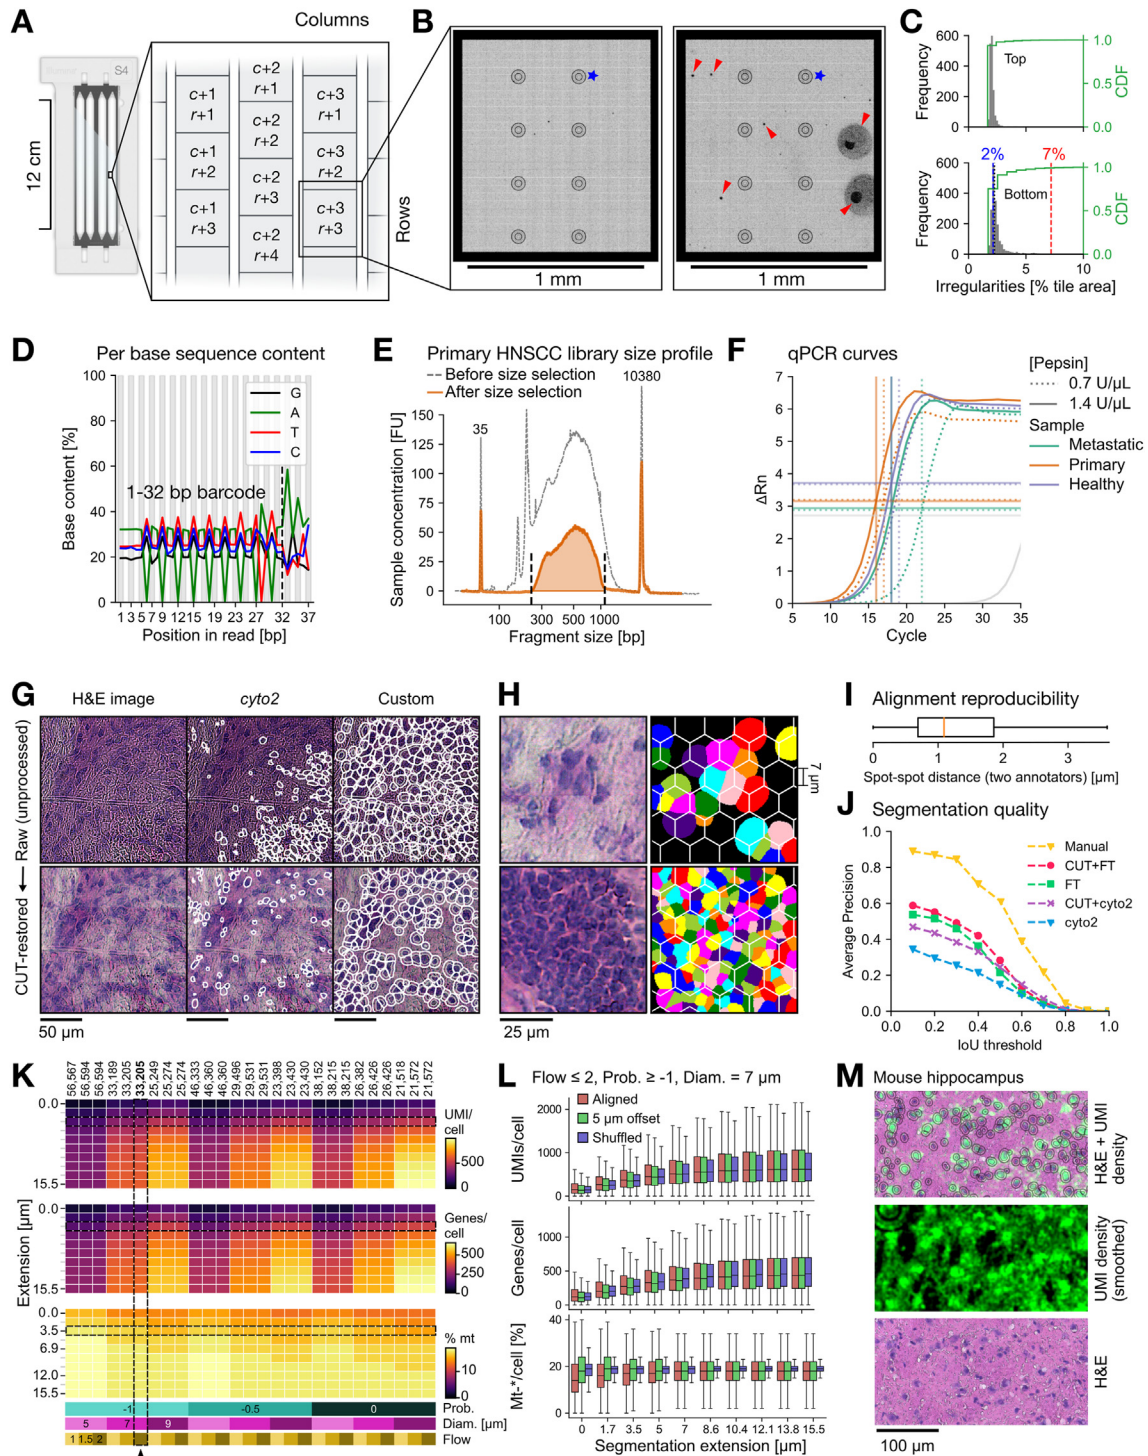 A
Columns
S4
12 cm
c+1
r+1
c+1
r+2
c+1
r+3
c+2
r+1
c+2
r+2
c+2
r+3
c+2
r+4
c+3
r+1
c+3
r+2
c+3
r+3
Rows
B
1 mm
1 mm
C
Frequency
600
400
200
0
Top
1.0
0.5
0.0
CDF
2%
7%
Frequency
600
400
200
0
Bottom
1.0
0.5
0.0
CDF
0 5 10
Irregularities [% tile area]
D Per base sequence content
Base content [%]
100
80
60
40
20
0
G
A
T
C
1-32 bp barcode
1 3 5 7 9 12 15 19 23 27 32 37
Position in read [bp]
E Primary HNSCC library size profile
Before size selection
After size selection
10380
35
Sample concentration [FU]
150
125
100
75
50
25
0
100 300 500 1000
Fragment size [bp]
F qPCR curves
ΔRn
7
6
5
4
3
2
1
0
5 10 15 20 25 30 35
Cycle
[Pepsin]
0.7 U/µL
1.4 U/µL
Sample
Metastatic
Primary
Healthy
G H&E image cyto2 Custom
CUT-restored ← Raw (unprocessed)
50 µm
H
7 µm
25 µm
I Alignment reproducibility
0 1 2 3
Spot-spot distance (two annotators) [µm]
J Segmentation quality
Average Precision
1.0
0.8
0.6
0.4
0.2
0.0
Manual
CUT+FT
FT
CUT+cyto2
cyto2
0.2 0.4 0.6 0.8 1.0
IoU threshold
K
56,567 56,594 56,594 33,189 33,205 33,205 25,249 25,274 25,274 46,333 46,360 46,360 29,496 29,531 29,531 23,398 23,430 23,430 38,152 38,215 38,215 26,382 26,426 26,426 21,518 21,572 21,572
Extension [µm]
0.0
15.5
UMI/
cell
500
0
15.5
Genes/
cell
500
0
0.0
3.5
6.9
12.0
15.5
% mt
10
0
-1 -0.5 0 Prob.
5 7 9 Diam. [µm]
1 1.5 2 Flow
L Flow ≤ 2, Prob. ≥ -1, Diam. = 7 µm
UMIs/cell
2000
1000
0
Aligned
5 µm offset
Shuffled
Genes/cell
1000
500
0
Mt-*/cell [%]
40
20
0
0 1.7 3.5 5 7 8.6 10.4 12.1 13.8 15.5
Segmentation extension [µm]
M Mouse hippocampus
H&E + UMI
density
UMI density
(smoothed)
H&E
100 µm